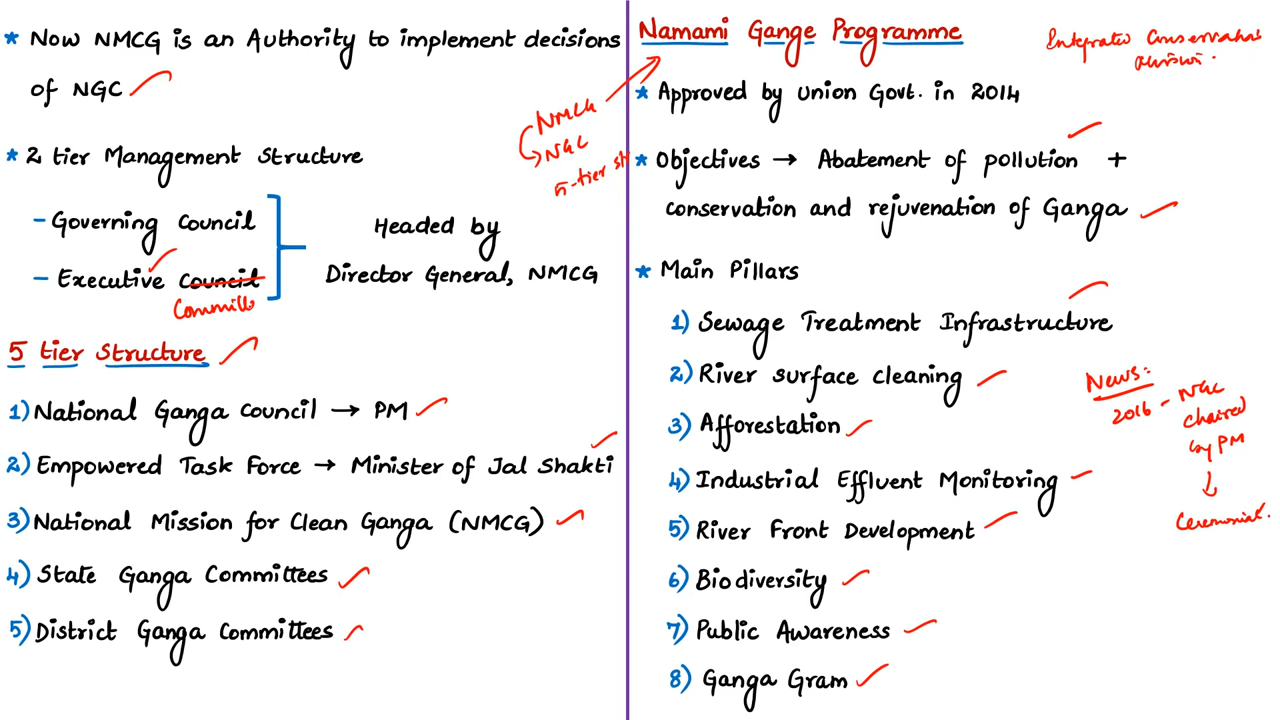 * Now NMCG is an Authority to implement decisions
of NGC
* 2 tier Management Structure
- Governing Council
- Executive Council
Committe
Headed by
Director General, NMCG
5 tier structure
1) National Ganga Council → PM
2) Empowered Task Force → Minister of Jal Shakti
3) National Mission for Clean Ganga (NMCG)
4) State Ganga Committees
5) District Ganga Committees
NMCG
NGC
5-tier st
Namami Gange Programme
Integrated Conservation
* Approved by Union Govt. in 2014
* Objectives → Abatement of pollution +
conservation and rejuvenation of Ganga
* Main Pillars
1) Sewage Treatment Infrastructure
2) River surface cleaning
3) Afforestation
4) Industrial Effluent Monitoring
5) River Front Development
6) Biodiversity
7) Public Awareness
8) Ganga Gram
News:
2016 - NGC
chaired
by PM
↓
Ceremonial.